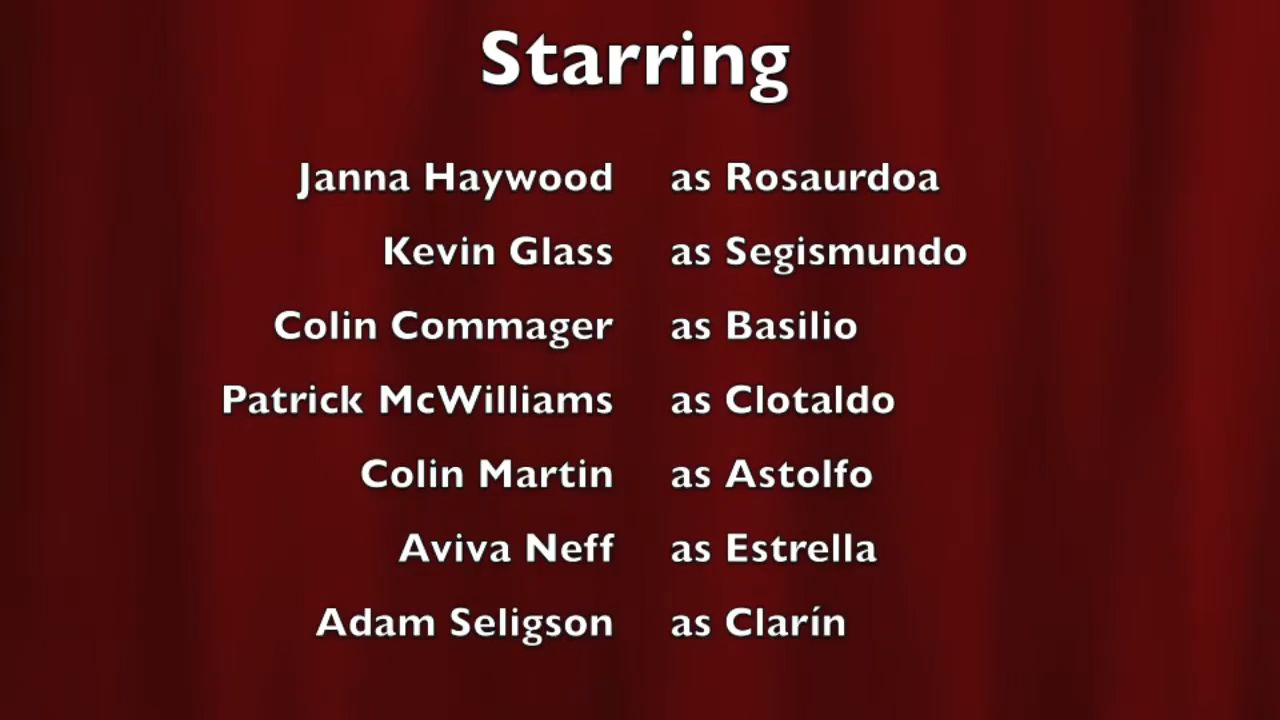 Starring
Janna Haywood as Rosaurdoa
Kevin Glass as Segismundo
Colin Commager as Basilio
Patrick McWilliams as Clotaldo
Colin Martin as Astolfo
Aviva Neff as Estrella
Adam Seligson as Clarín